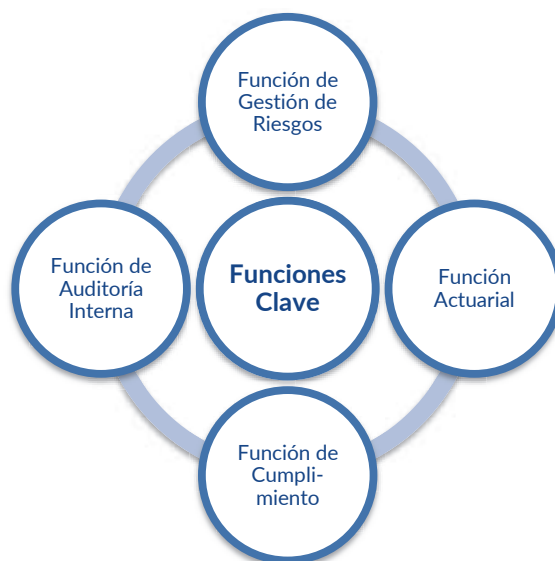 Función de
Gestión de
Riesgos
Función de
Auditoría
Interna
Funciones
Clave
Función
Actuarial
Función de
Cumpli-
miento